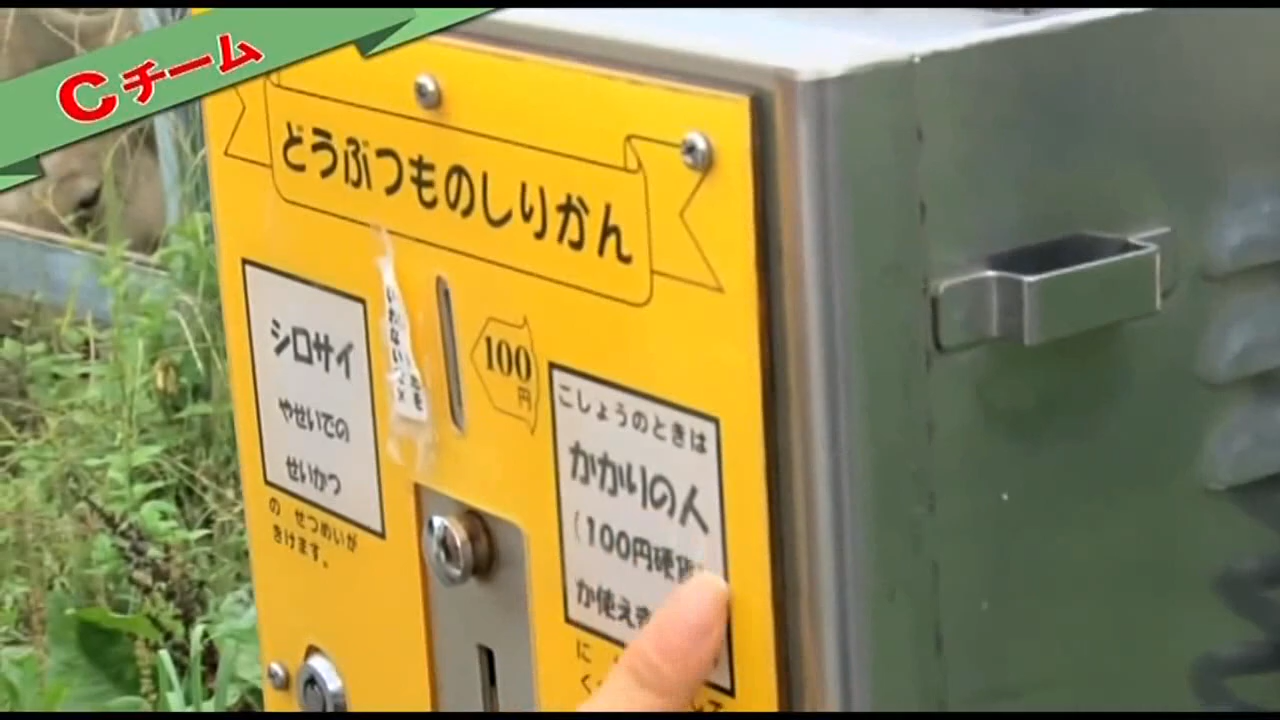 Cチーム
どうぶつものしりかん
シロサイ
やせいでの
せいかつ
の せつめいが
きけます。
100
円
こしょうのときは
かかりの人
(100円硬貨
か使えま
に